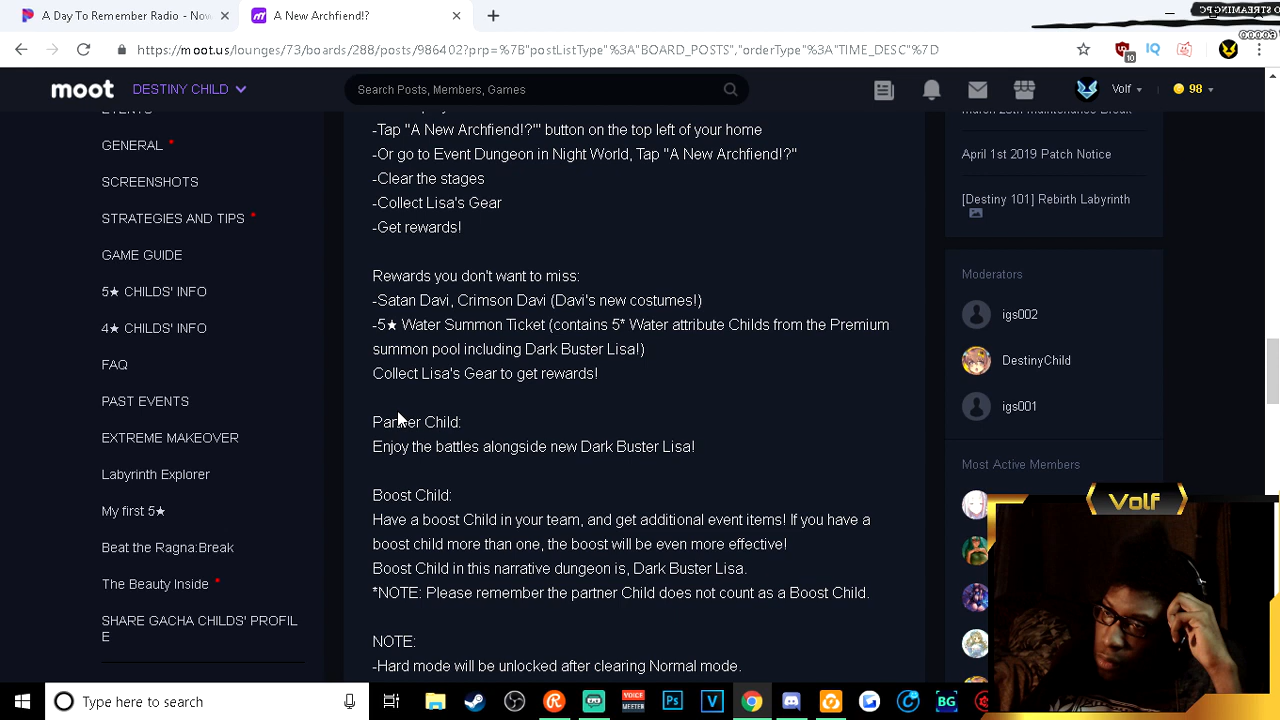 A Day To Remember Radio - Nov
A New Archfiend!?
https://moot.us/lounges/73/boards/288/posts/986402?prp=%7B"postListType"%3A"BOARD_POSTS","orderType"%3A"TIME_DESC"%7D
10
IQ
moot
DESTINY CHILD
Search Posts, Members, Games
Volf
98
GENERAL
SCREENSHOTS
STRATEGIES AND TIPS
GAME GUIDE
5★ CHILDS' INFO
4★ CHILDS' INFO
FAQ
PAST EVENTS
EXTREME MAKEOVER
Labyrinth Explorer
My first 5★
Beat the Ragna:Break
The Beauty Inside
SHARE GACHA CHILDS' PROFIL
E
-Tap "A New Archfiend!?'" button on the top left of your home
-Or go to Event Dungeon in Night World, Tap "A New Archfiend!?"
-Clear the stages
-Collect Lisa's Gear
-Get rewards!
Rewards you don't want to miss:
-Satan Davi, Crimson Davi (Davi's new costumes!)
-5★ Water Summon Ticket (contains 5* Water attribute Childs from the Premium
summon pool including Dark Buster Lisa!)
Collect Lisa's Gear to get rewards!
Partner Child:
Enjoy the battles alongside new Dark Buster Lisa!
Boost Child:
Have a boost Child in your team, and get additional event items! If you have a
boost child more than one, the boost will be even more effective!
Boost Child in this narrative dungeon is, Dark Buster Lisa.
*NOTE: Please remember the partner Child does not count as a Boost Child.
NOTE:
-Hard mode will be unlocked after clearing Normal mode.
April 1st 2019 Patch Notice
[Destiny 101] Rebirth Labyrinth
Moderators
igs002
DestinyChild
igs001
Most Active Members
Volf
Type here to search
VOICE
MEETER
Ps
V
BG